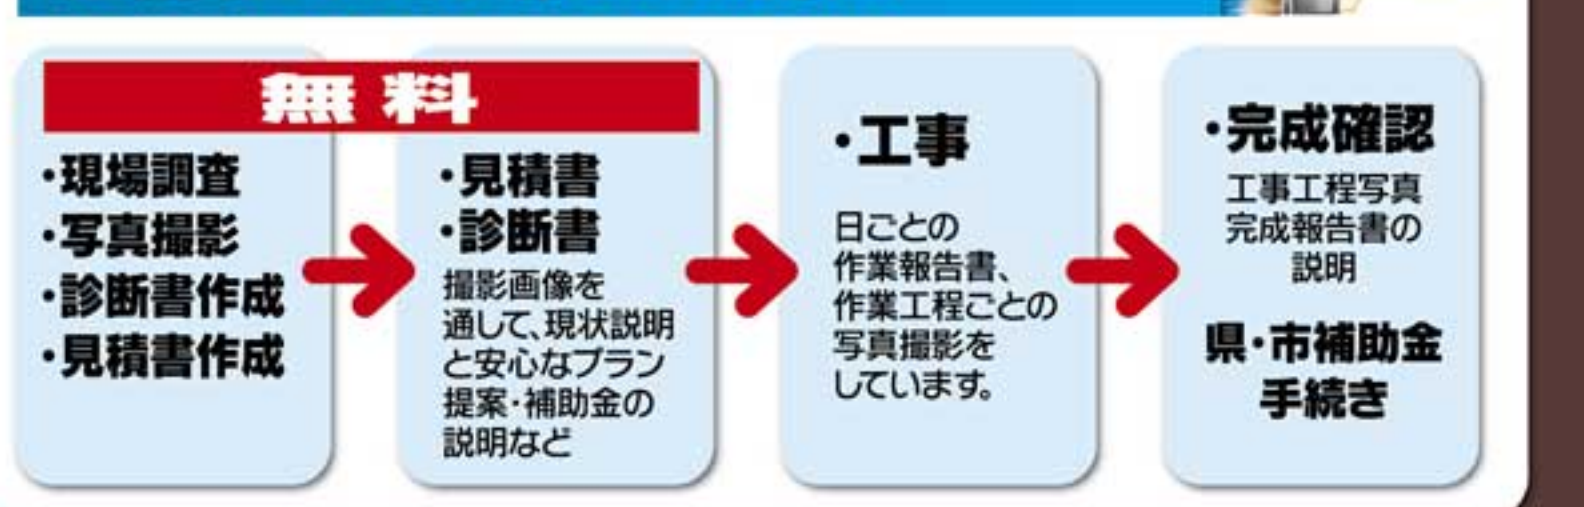 無料
・現場調査
・写真撮影
・診断書作成
・見積書作成
・見積書
・診断書
撮影画像を
通して、現状説明
と安心なプラン
提案・補助金の
説明など
・工事
日ごとの
作業報告書、
作業工程ごとの
写真撮影を
しています。
・完成確認
工事工程写真
完成報告書の
説明
県・市補助金
手続き